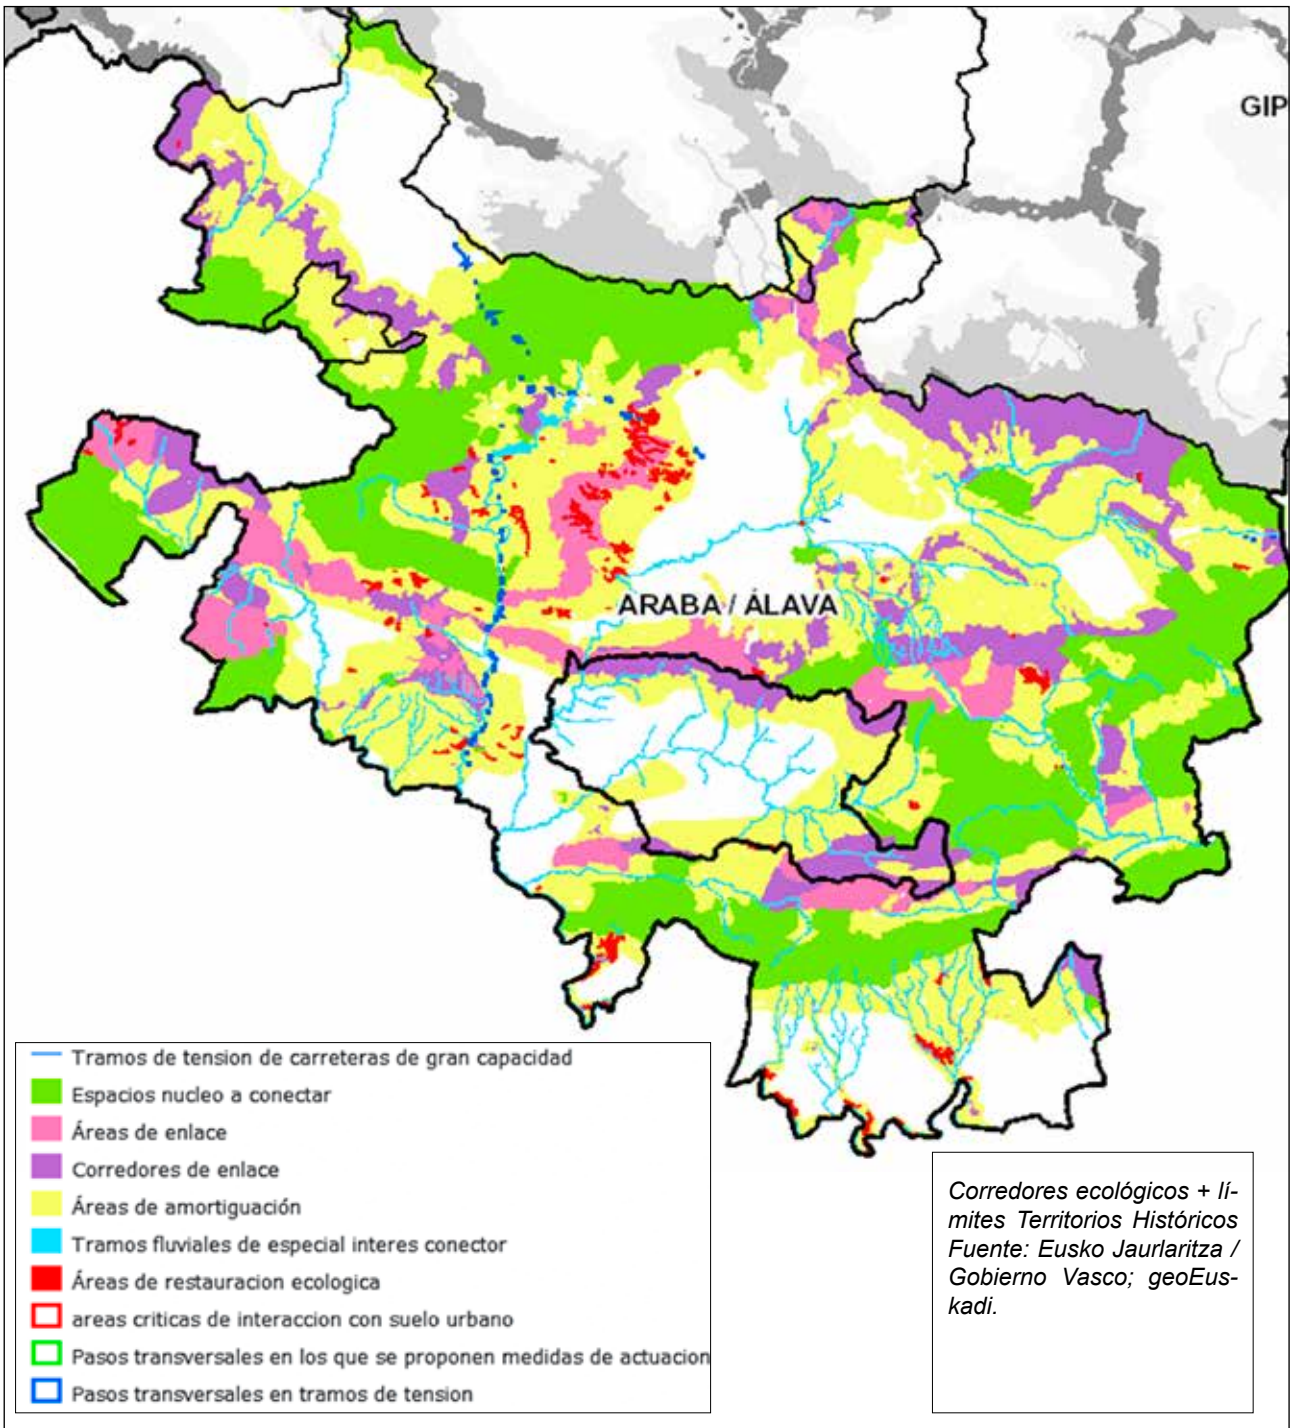 GIP
ARABA / ÁLAVA
Tramos de tension de carreteras de gran capacidad
Espacios nucleo a conectar
Áreas de enlace
Corredores de enlace
Áreas de amortiguación
Tramos fluviales de especial interes conector
Áreas de restauracion ecologica
areas criticas de interaccion con suelo urbano
Pasos transversales en los que se proponen medidas de actuacion
Pasos transversales en tramos de tension
Corredores ecológicos + lí-
mites Territorios Históricos
Fuente: Eusko Jaurlaritza /
Gobierno Vasco; geoEus-
kadi.